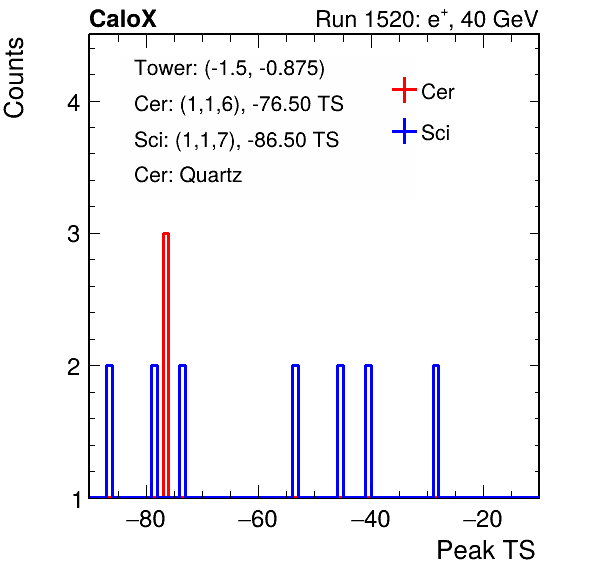 CaloX
Run 1520: e+, 40 GeV
Counts
Tower: (-1.5, -0.875)
Cer: (1,1,6), -76.50 TS
Sci: (1,1,7), -86.50 TS
Cer: Quartz
Cer
Sci
4
3
2
1
−80
−60
−40
−20
Peak TS